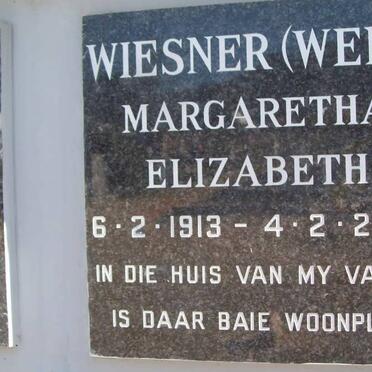 WIESNER (WE
MARGARETHA
ELIZABETH
6·2·1913 – 4·2·2
IN DIE HUIS VAN MY VA
IS DAAR BAIE WOONPL